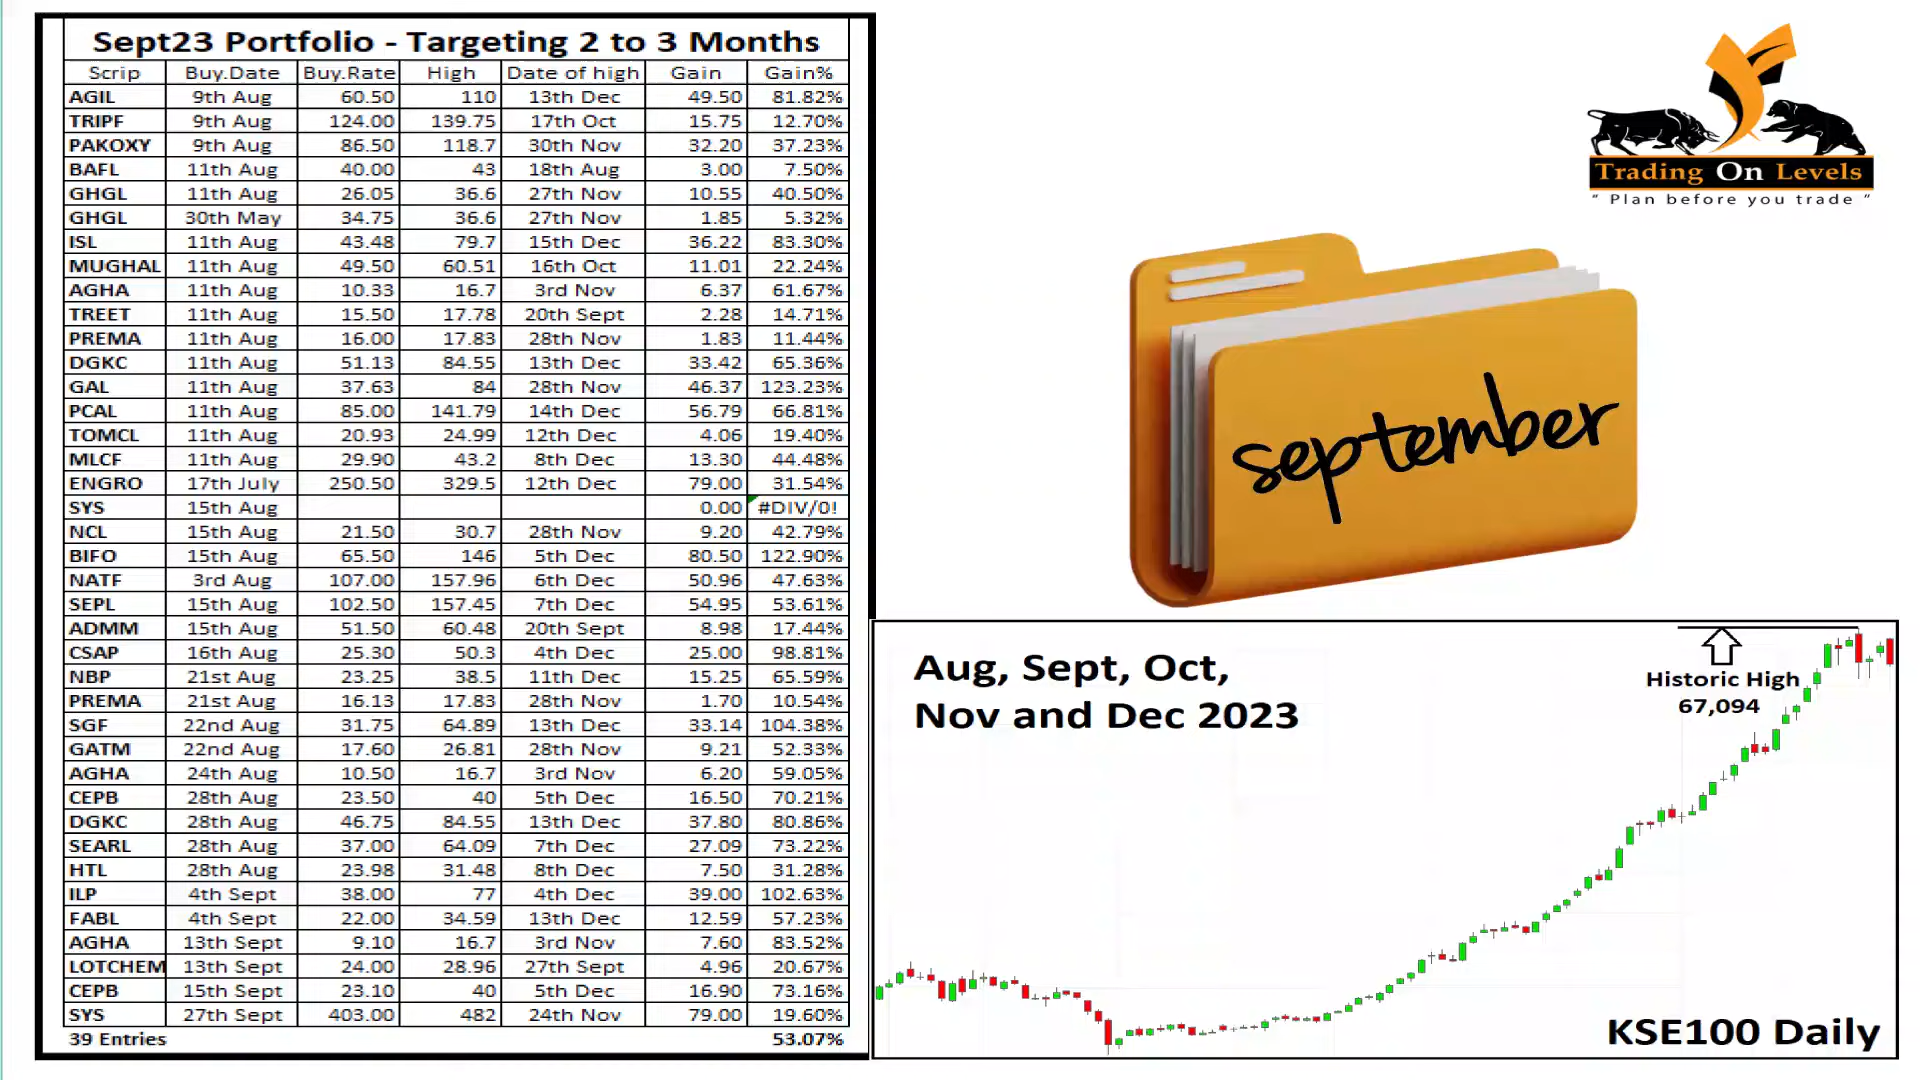 Sept23 Portfolio - Targeting 2 to 3 Months
Scrip Buy.Date Buy.Rate High Date of high Gain Gain%
AGIL 9th Aug 60.50 110 13th Dec 49.50 81.82%
TRIPF 9th Aug 124.00 139.75 17th Oct 15.75 12.70%
PAKOXY 9th Aug 86.50 118.7 30th Nov 32.20 37.23%
BAFL 11th Aug 40.00 43 18th Aug 3.00 7.50%
GHGL 11th Aug 26.05 36.6 27th Nov 10.55 40.50%
GHGL 30th May 34.75 36.6 27th Nov 1.85 5.32%
ISL 11th Aug 43.48 79.7 15th Dec 36.22 83.30%
MUGHAL 11th Aug 49.50 60.51 16th Oct 11.01 22.24%
AGHA 11th Aug 10.33 16.7 3rd Nov 6.37 61.67%
TREET 11th Aug 15.50 17.78 20th Sept 2.28 14.71%
PREMA 11th Aug 16.00 17.83 28th Nov 1.83 11.44%
DGKC 11th Aug 51.13 84.55 13th Dec 33.42 65.36%
GAL 11th Aug 37.63 84 28th Nov 46.37 123.23%
PCAL 11th Aug 85.00 141.79 14th Dec 56.79 66.81%
TOMCL 11th Aug 20.93 24.99 12th Dec 4.06 19.40%
MLCF 11th Aug 29.90 43.2 8th Dec 13.30 44.48%
ENGRO 17th July 250.50 329.5 12th Dec 79.00 31.54%
SYS 15th Aug 0.00 #DIV/0!
NCL 15th Aug 21.50 30.7 28th Nov 9.20 42.79%
BIFO 15th Aug 65.50 146 5th Dec 80.50 122.90%
NATF 3rd Aug 107.00 157.96 6th Dec 50.96 47.63%
SEPL 15th Aug 102.50 157.45 7th Dec 54.95 53.61%
ADMM 15th Aug 51.50 60.48 20th Sept 8.98 17.44%
CSAP 16th Aug 25.30 50.3 4th Dec 25.00 98.81%
NBP 21st Aug 23.25 38.5 11th Dec 15.25 65.59%
PREMA 21st Aug 16.13 17.83 28th Nov 1.70 10.54%
SGF 22nd Aug 31.75 64.89 13th Dec 33.14 104.38%
GATM 22nd Aug 17.60 26.81 28th Nov 9.21 52.33%
AGHA 24th Aug 10.50 16.7 3rd Nov 6.20 59.05%
CEPB 28th Aug 23.50 40 5th Dec 16.50 70.21%
DGKC 28th Aug 46.75 84.55 13th Dec 37.80 80.86%
SEARL 28th Aug 37.00 64.09 7th Dec 27.09 73.22%
HTL 28th Aug 23.98 31.48 8th Dec 7.50 31.28%
ILP 4th Sept 38.00 77 4th Dec 39.00 102.63%
FABL 4th Sept 22.00 34.59 13th Dec 12.59 57.23%
AGHA 13th Sept 9.10 16.7 3rd Nov 7.60 83.52%
LOTCHEM 13th Sept 24.00 28.96 27th Sept 4.96 20.67%
CEPB 15th Sept 23.10 40 5th Dec 16.90 73.16%
SYS 27th Sept 403.00 482 24th Nov 79.00 19.60%
39 Entries 53.07%
Trading On Levels
“ Plan before you trade ”
september
Aug, Sept, Oct,
Nov and Dec 2023
Historic High
67,094
KSE100 Daily